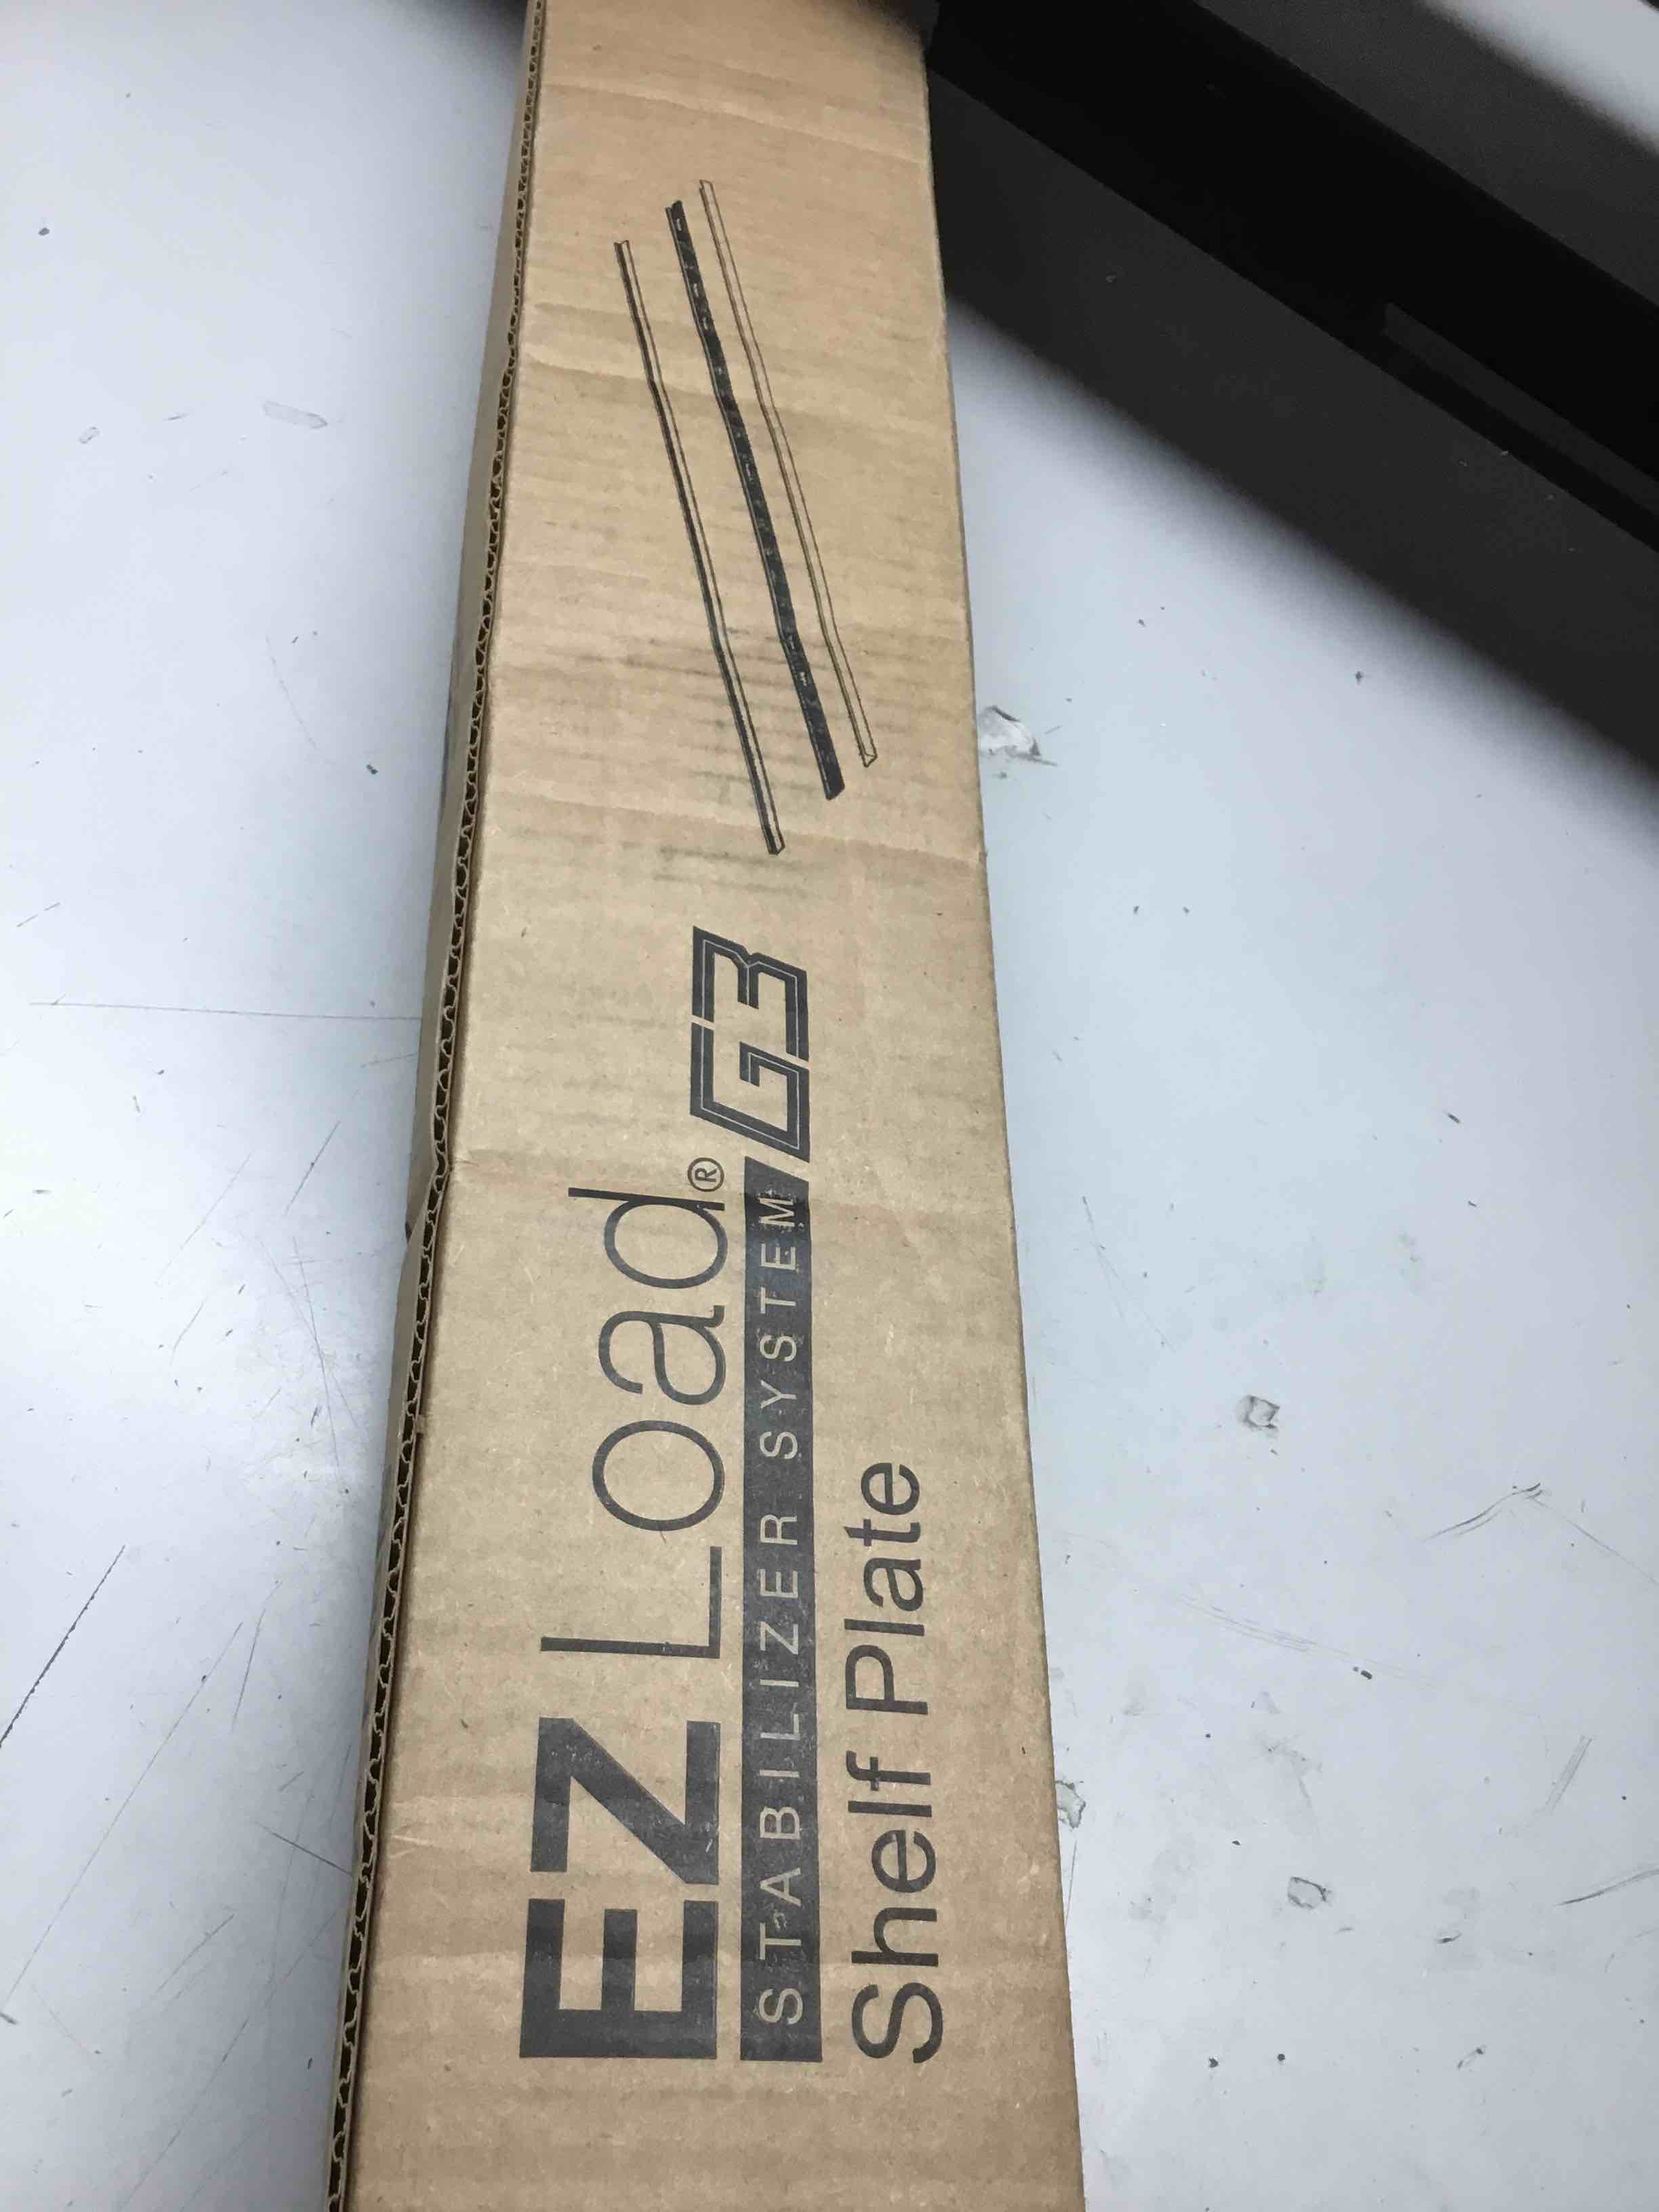 EZ Load® G3
STABILIZER SYSTEM
Shelf Plate